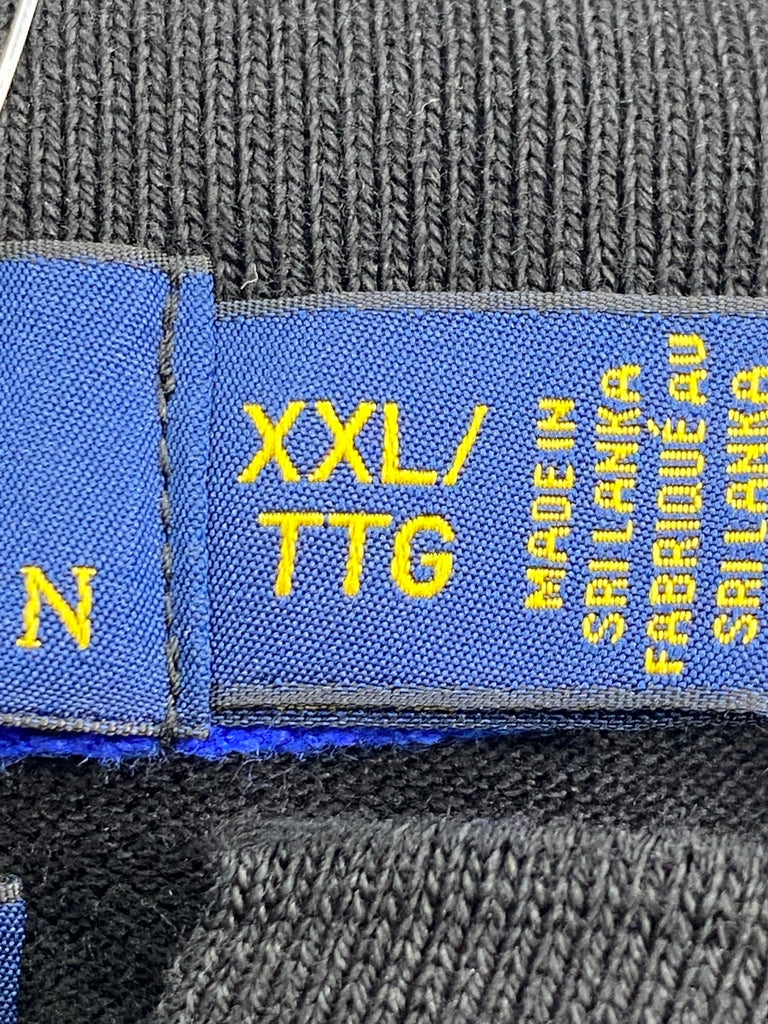 N
XXL/
TTG
MADE IN
SRI LANKA
FABRIQUÉ AU
SRI LANKA